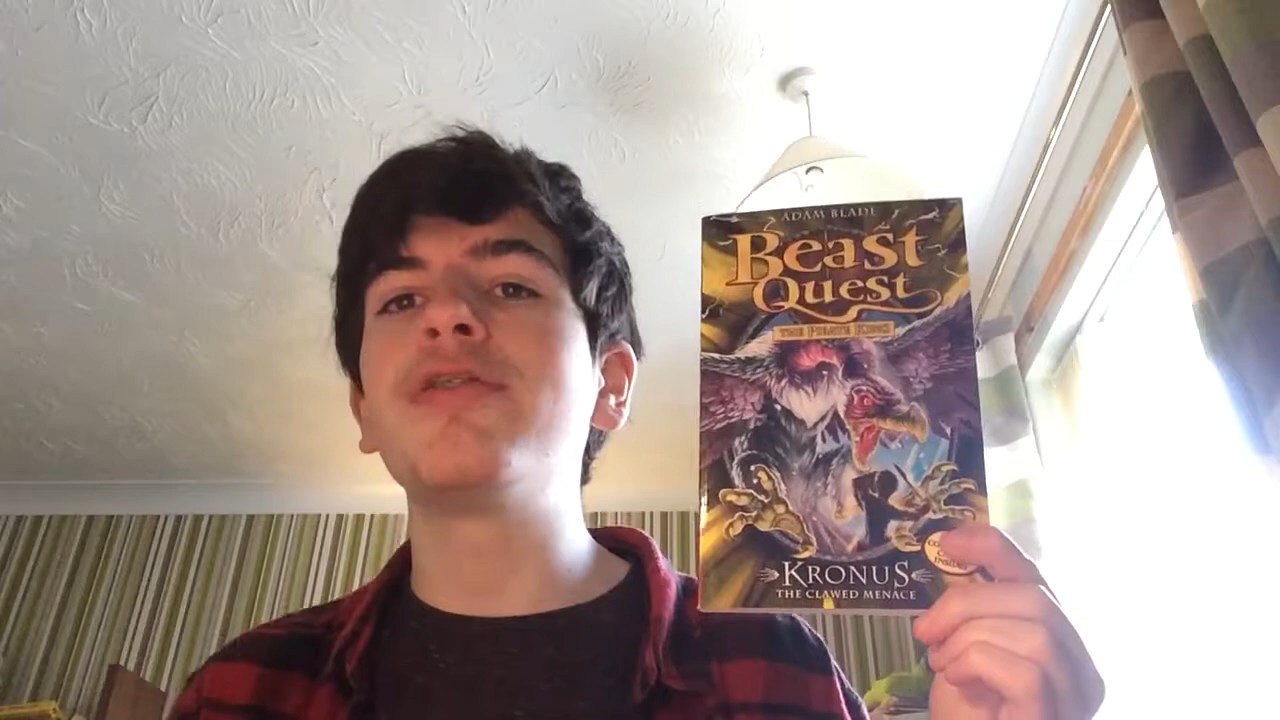 ADAM BLADE
Beast
Quest
THE PIRATE KING
KRONUS
THE CLAWED MENACE